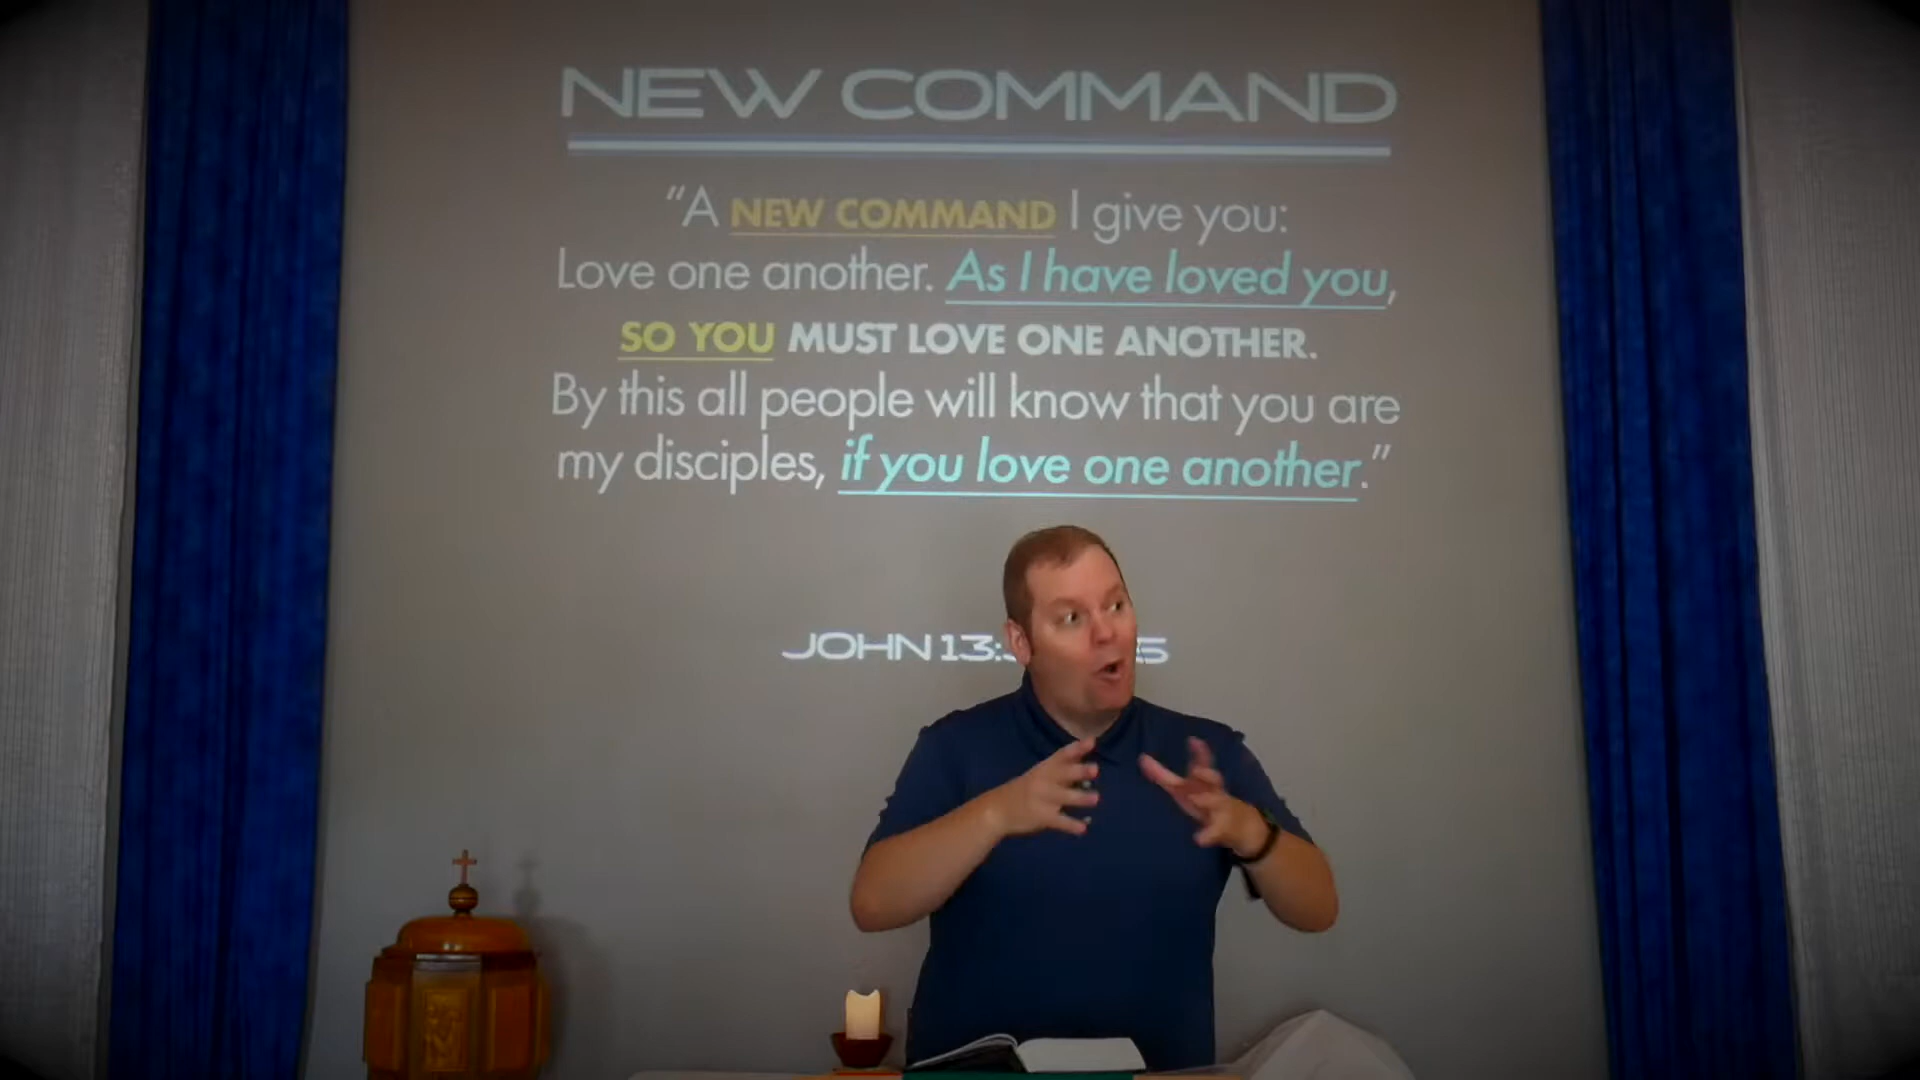 NEW COMMAND
“A NEW COMMAND I give you:
Love one another. As I have loved you,
SO YOU MUST LOVE ONE ANOTHER.
By this all people will know that you are
my disciples, if you love one another.”
JOHN 13: